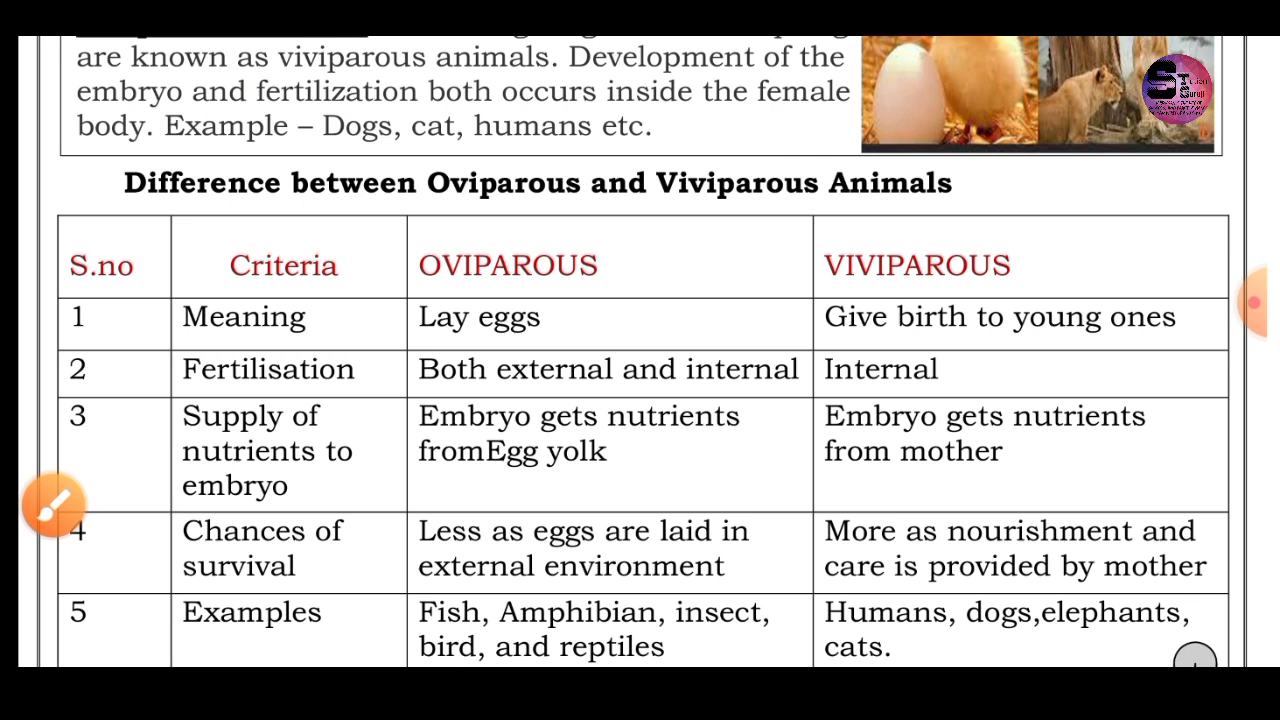 are known as viviparous animals. Development of the
embryo and fertilization both occurs inside the female
body. Example – Dogs, cat, humans etc.
Difference between Oviparous and Viviparous Animals
S.no Criteria OVIPAROUS VIVIPAROUS
1 Meaning Lay eggs Give birth to young ones
2 Fertilisation Both external and internal Internal
3 Supply of Embryo gets nutrients Embryo gets nutrients
nutrients to fromEgg yolk from mother
embryo
4 Chances of Less as eggs are laid in More as nourishment and
survival external environment care is provided by mother
5 Examples Fish, Amphibian, insect, Humans, dogs,elephants,
bird, and reptiles cats.